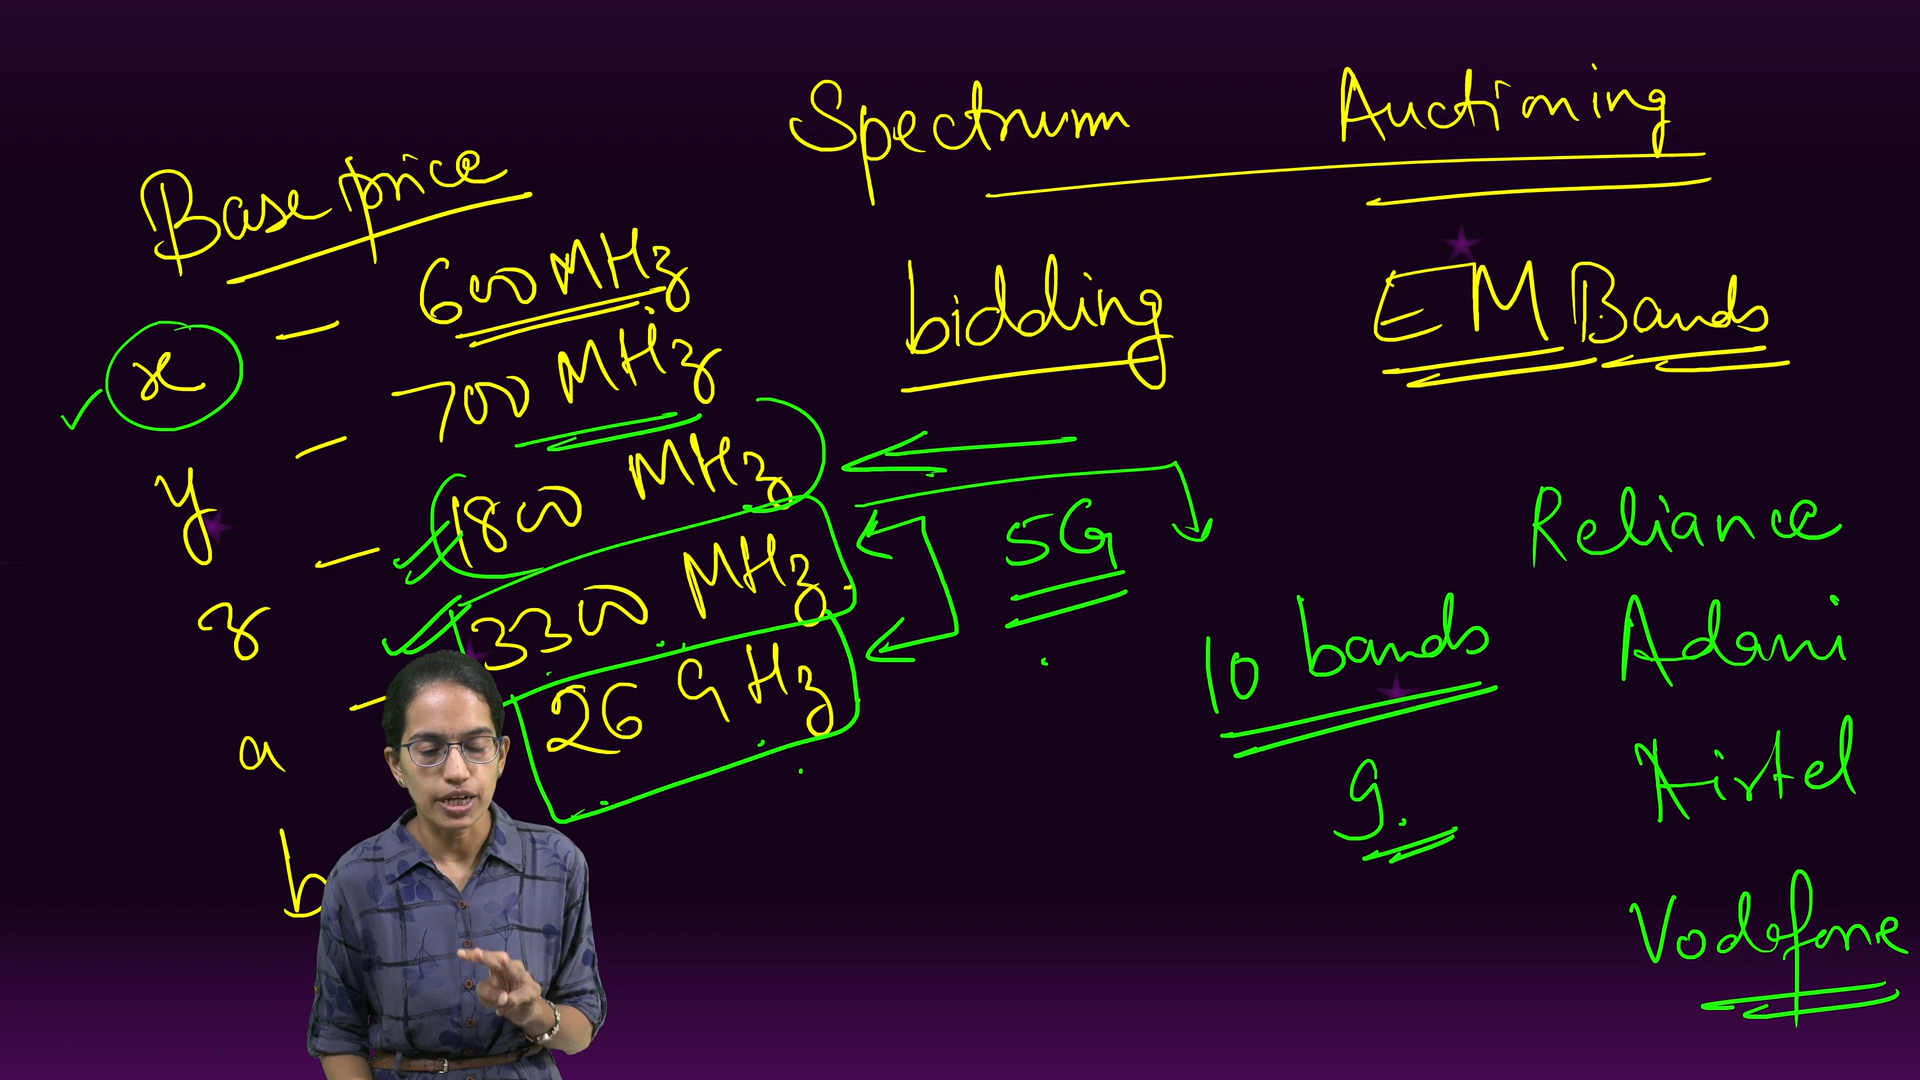 Spectrum Auctioning
Base price
x - 600 MHz
bidding
EM Bands
y - 700 MHz
z - 1800 MHz
a - 3300 MHz
b
26 GHz
5G
10 bands
9.
Reliance
Adani
Airtel
Vodafone